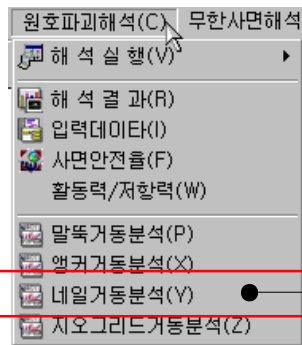 원호파괴해석(C) 무한사면해석
해 석 실 행(V)
해 석 결 과(R)
입력데이타(I)
사면안전율(F)
활동력/저항력(W)
말뚝거동분석(P)
앵커거동분석(X)
네일거동분석(Y)
지오그리드거동분석(Z)